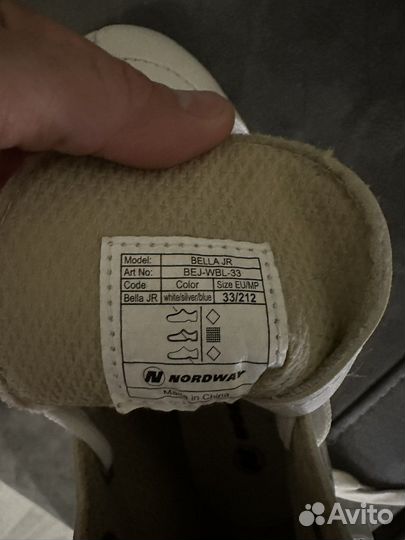 Model: BELLA JR
Art No: BEJ-WBL-33
Code Color Size EU/MP
Bella JR white/silver/blue 33/212
NORDWAY
Made in China
Avito